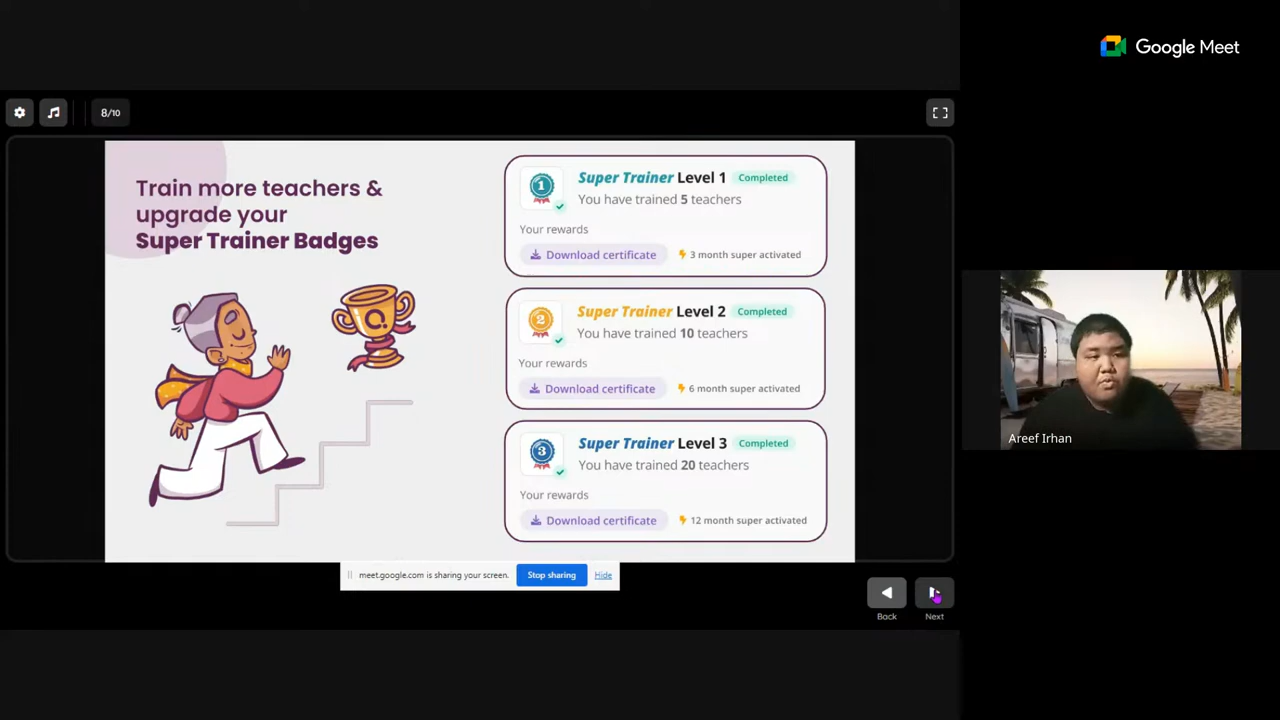 Google Meet
8/10
Train more teachers &
upgrade your
Super Trainer Badges
Super Trainer Level 1 Completed
You have trained 5 teachers
Your rewards
Download certificate 3 month super activated
Super Trainer Level 2 Completed
You have trained 10 teachers
Your rewards
Download certificate 6 month super activated
Super Trainer Level 3 Completed
You have trained 20 teachers
Your rewards
Download certificate 12 month super activated
1
2
3
Q
meet.google.com is sharing your screen. Stop sharing Hide
Back Next
Areef Irhan